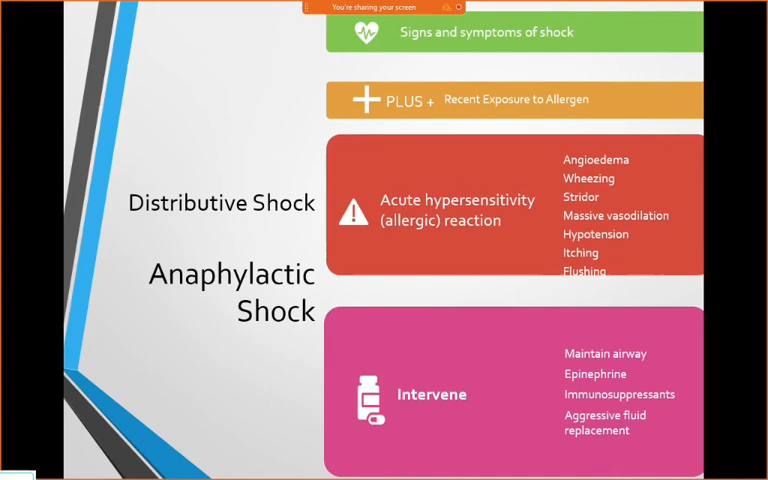 You're sharing your screen
Signs and symptoms of shock
PLUS + Recent Exposure to Allergen
Distributive Shock
Anaphylactic
Shock
Acute hypersensitivity
(allergic) reaction
Angioedema
Wheezing
Stridor
Massive vasodilation
Hypotension
Itching
Flushing
Intervene
Maintain airway
Epinephrine
Immunosuppressants
Aggressive fluid
replacement